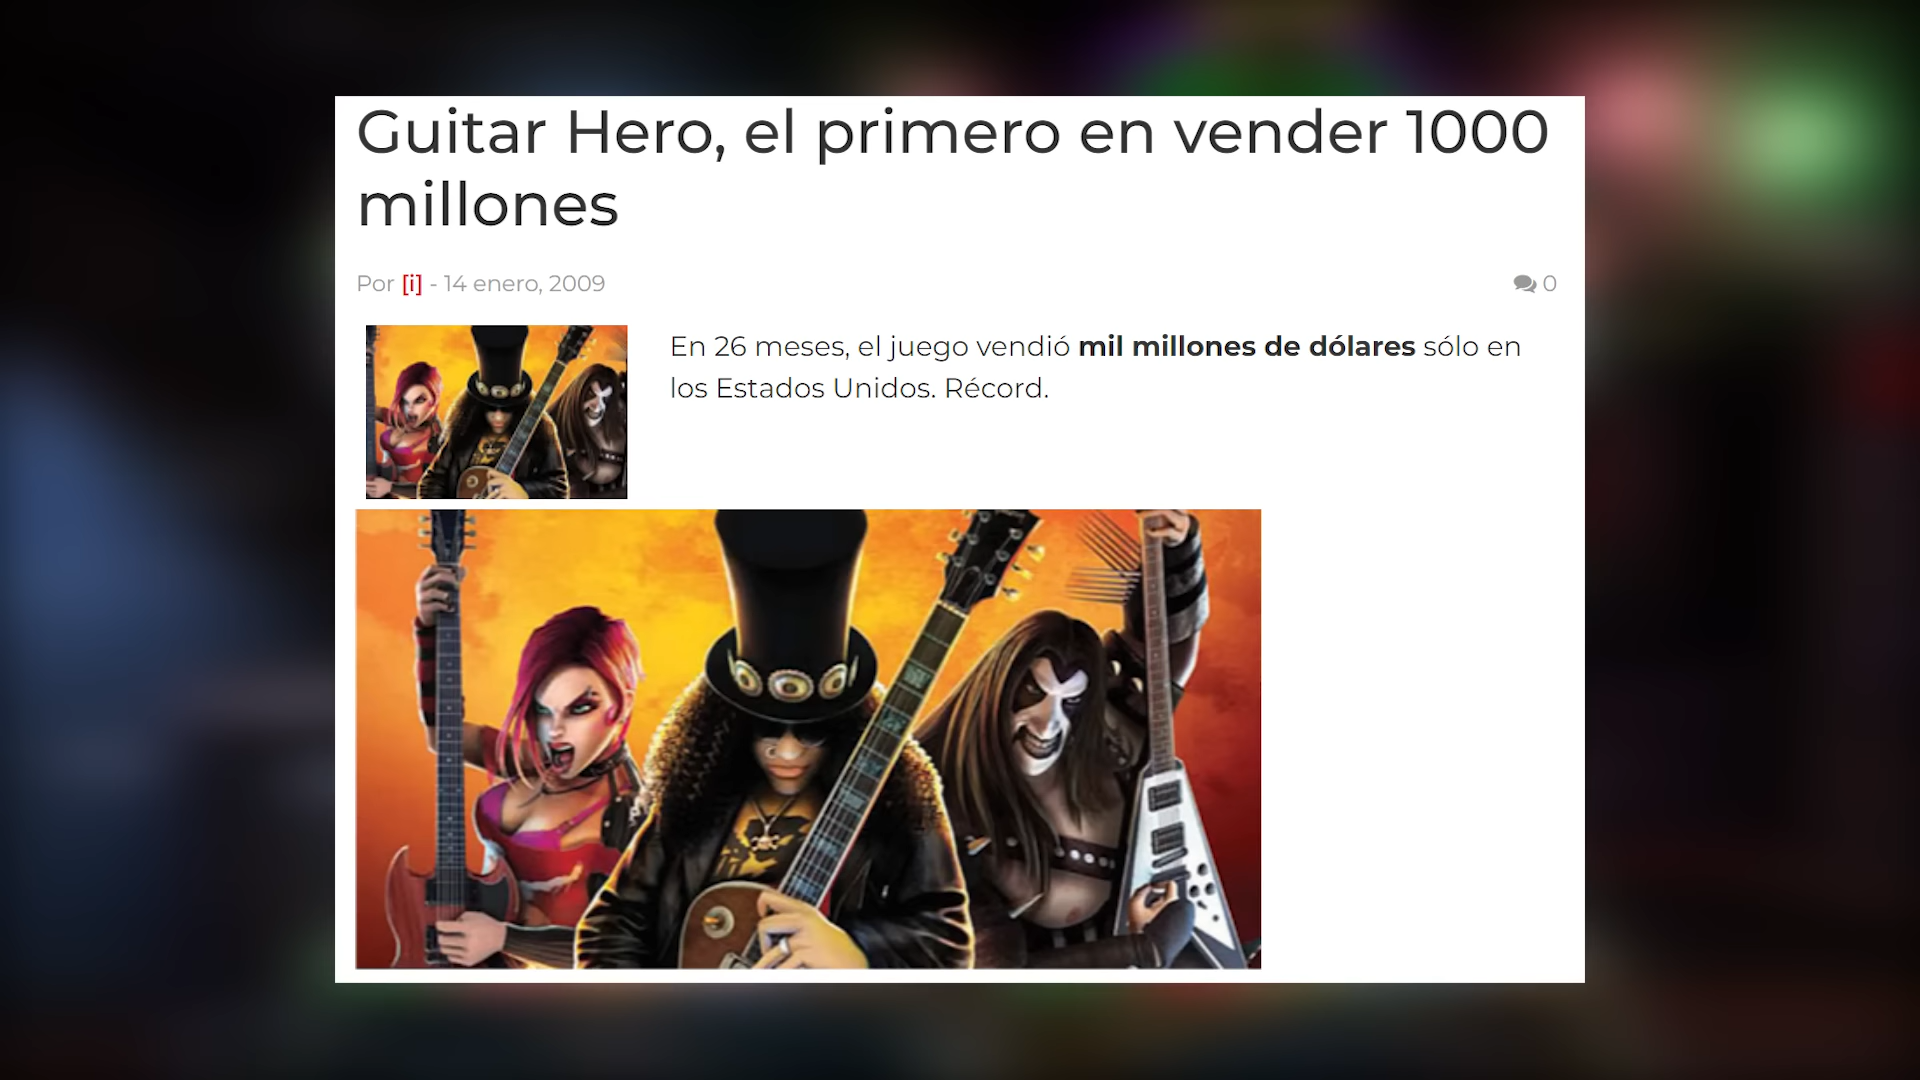 Guitar Hero, el primero en vender 1000
millones
Por [i] - 14 enero, 2009
0
En 26 meses, el juego vendió mil millones de dólares sólo en
los Estados Unidos. Récord.